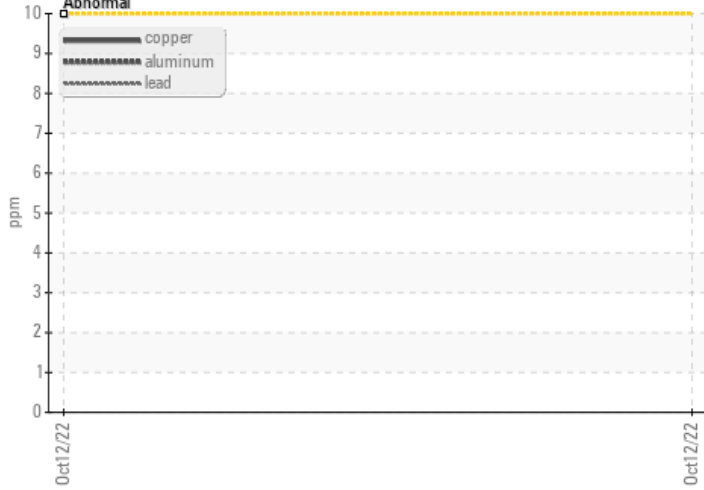 Abnormal
10
copper
9
aluminum
lead
8
7
6
ppm
5
4
3
2
1
0
Oct12/22
Oct12/22